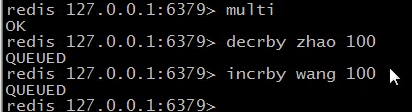 redis 127.0.0.1:6379> multi
OK
redis 127.0.0.1:6379> decrby zhao 100
QUEUED
redis 127.0.0.1:6379> incrby wang 100
QUEUED
redis 127.0.0.1:6379>